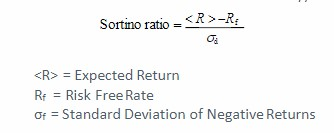 Sortino ratio = <R> − Rf / σd
<R> = Expected Return
Rf = Risk Free Rate
σf = Standard Deviation of Negative Returns